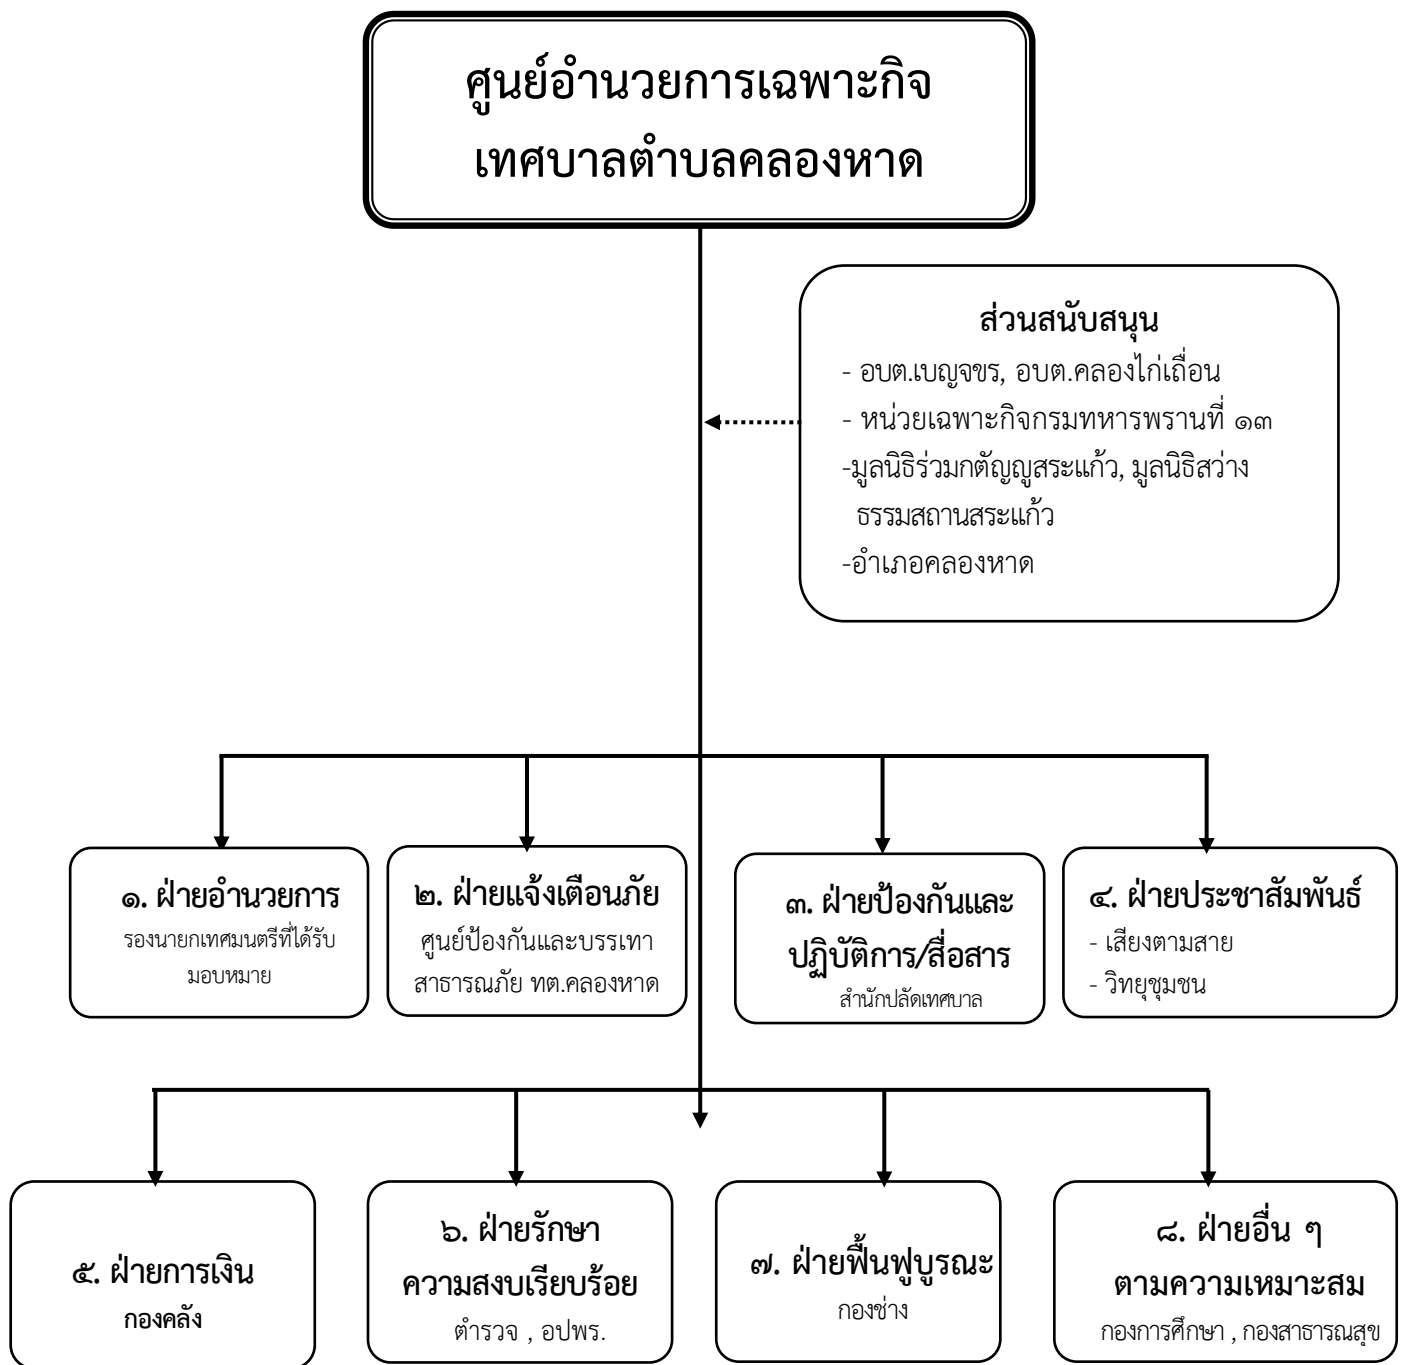 ศูนย์อำนวยการเฉพาะกิจ
เทศบาลตำบลคลองหาด
ส่วนสนับสนุน
- อบต.เบญจขร, อบต.คลองไก่เถื่อน
- หน่วยเฉพาะกิจกรมทหารพรานที่ ๑๓
-มูลนิธิร่วมกตัญญูสระแก้ว, มูลนิธิสว่าง
ธรรมสถานสระแก้ว
-อำเภอคลองหาด
๑. ฝ่ายอำนวยการ
รองนายกเทศมนตรีที่ได้รับ
มอบหมาย
๒. ฝ่ายแจ้งเตือนภัย
ศูนย์ป้องกันและบรรเทา
สาธารณภัย ทต.คลองหาด
๓. ฝ่ายป้องกันและ
ปฏิบัติการ/สื่อสาร
สำนักปลัดเทศบาล
๔. ฝ่ายประชาสัมพันธ์
- เสียงตามสาย
- วิทยุชุมชน
๕. ฝ่ายการเงิน
กองคลัง
๖. ฝ่ายรักษา
ความสงบเรียบร้อย
ตำรวจ , อปพร.
๗. ฝ่ายฟื้นฟูบูรณะ
กองช่าง
๘. ฝ่ายอื่น ๆ
ตามความเหมาะสม
กองการศึกษา , กองสาธารณสุข